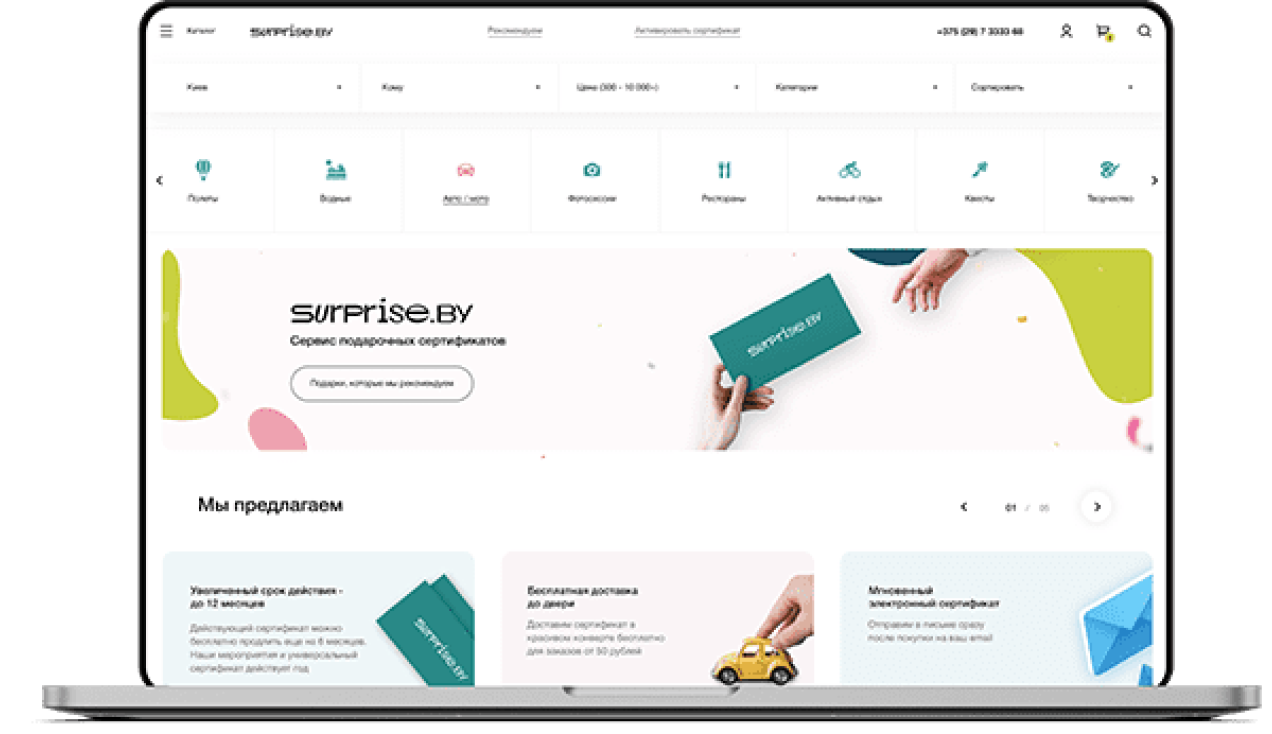 Каталог
surprise.by
Рекомендуем
Активировать сертификат
+375 (29) 7 3333 68
Киев
Кому
Цена (300 - 10 000+)
Категории
Сортировать
Полеты
Водные
Авто / мото
Фотосессии
Рестораны
Активный отдых
Квесты
Творчество
surprise.BY
Сервис подарочных сертификатов
Подарки, которые мы рекомендуем
surprise.BY
Мы предлагаем
01 / 05
Увеличенный срок действия -
до 12 месяцев
Действующий сертификат можно
бесплатно продлить еще на 6 месяцев.
Наши мероприятия и универсальный
сертификат действует год
surprise.BY
Бесплатная доставка
до двери
Доставим сертификат в
красивом конверте бесплатно
для заказов от 50 рублей
Мгновенный
электронный сертификат
Отправим в письме сразу
после покупки на ваш email